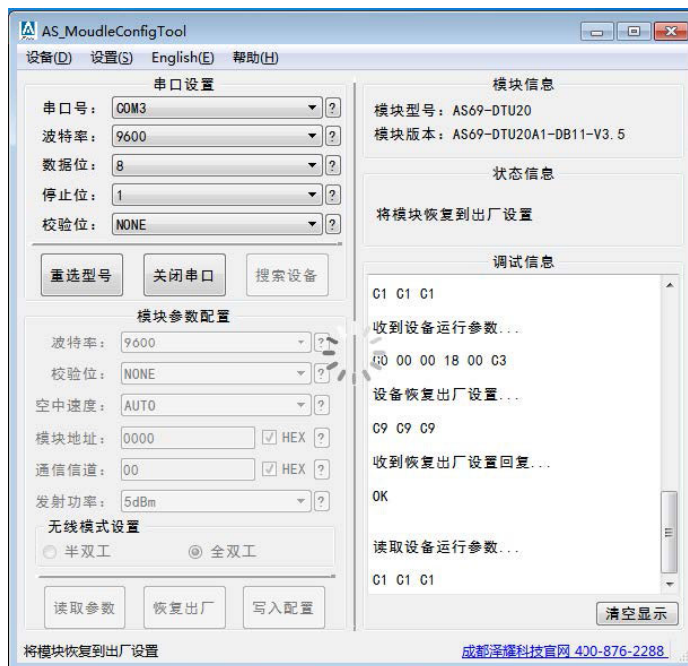 AS_MoudleConfigTool
设备(D) 设置(S) English(E) 帮助(H)
串口设置
串口号: COM3 ?
波特率: 9600 ?
数据位: 8 ?
停止位: 1 ?
校验位: NONE ?
重选型号 关闭串口 搜索设备
模块参数配置
波特率: 9600 ?
校验位: NONE ?
空中速度: AUTO ?
模块地址: 0000 HEX ?
通信信道: 00 HEX ?
发射功率: 5dBm ?
无线模式设置
半双工 全双工
读取参数 恢复出厂 写入配置
模块信息
模块型号: AS69-DTU20
模块版本: AS69-DTU20A1-DB11-V3.5
状态信息
将模块恢复到出厂设置
调试信息
C1 C1 C1
收到设备运行参数...
C0 00 00 18 00 C3
设备恢复出厂设置...
C9 C9 C9
收到恢复出厂设置回复...
OK
读取设备运行参数...
C1 C1 C1
清空显示
将模块恢复到出厂设置 成都泽耀科技官网 400-876-2288